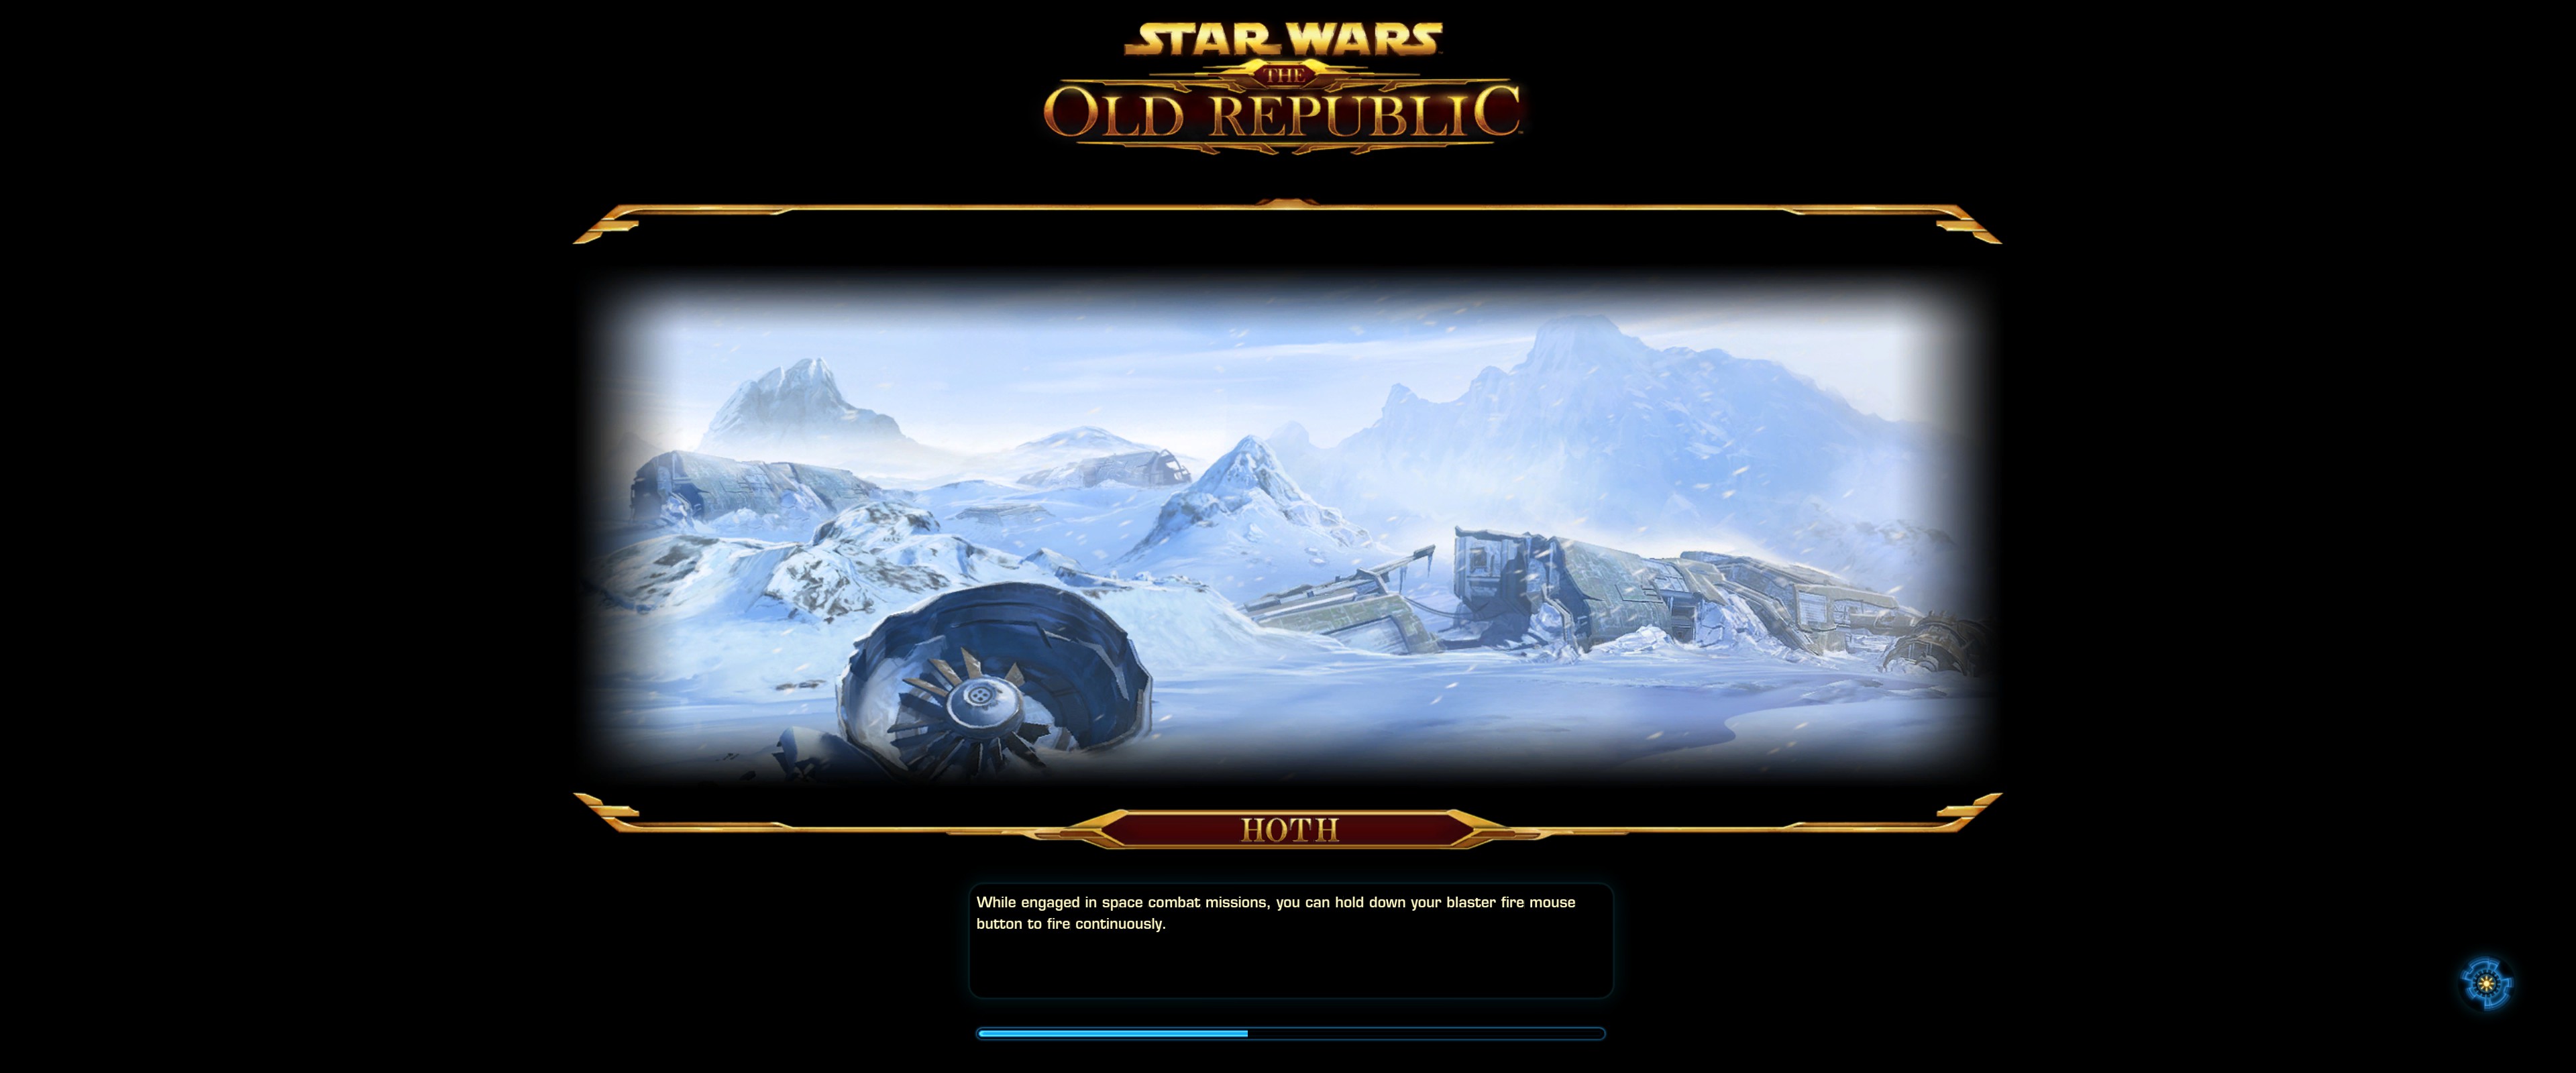 STAR WARS
THE
OLD REPUBLIC
HOTH
While engaged in space combat missions, you can hold down your blaster fire mouse
button to fire continuously.